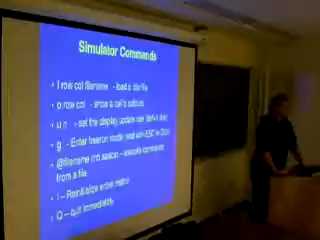 Simulator Commands
• l row col filename - load a
• o row col - show a cell's outputs
• u n - set the display update rate
• g - Enter freerun mode
• @filename (no space) - execute commands
from a file
• i - Reinitialize entire matrix
• Q - quit immediately